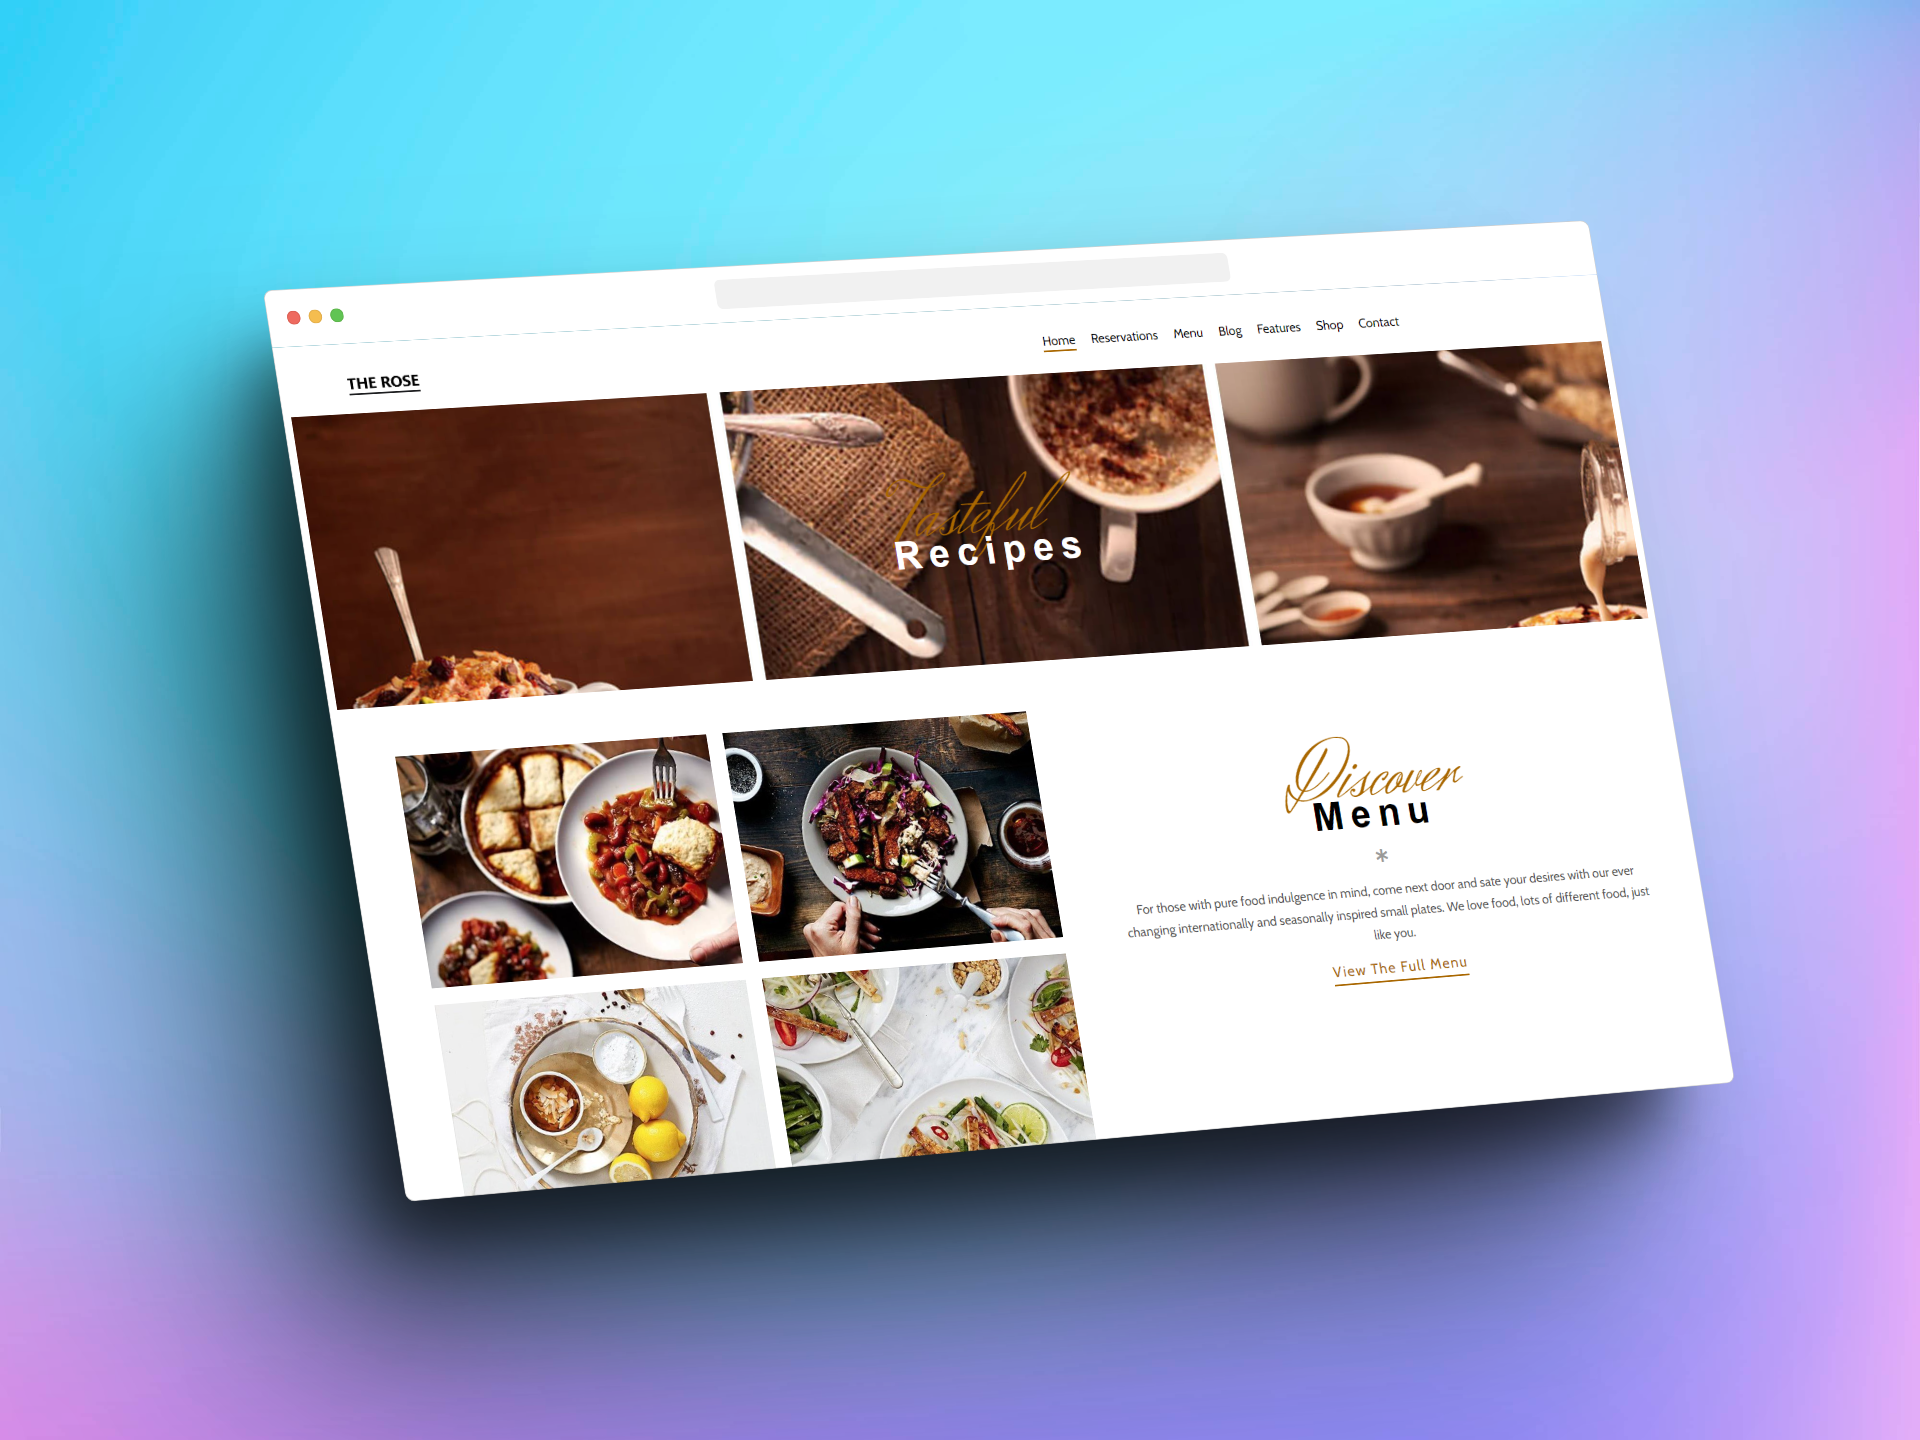 Home Reservations Menu Blog Features Shop Contact
THE ROSE
Tasteful
Recipes
Discover
Menu
*
For those with pure food indulgence in mind, come next door and sate your desires with our ever
changing internationally and seasonally inspired small plates. We love food, lots of different food, just
like you.
View The Full Menu